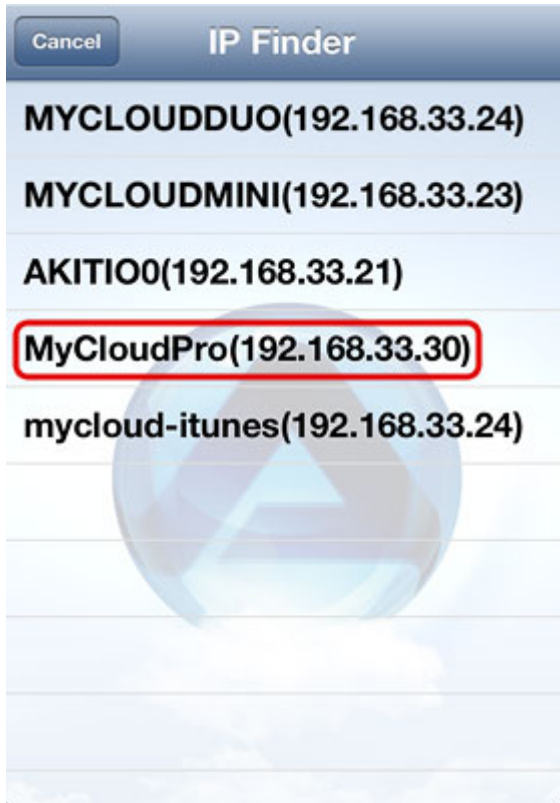 Cancel
IP Finder
MYCLOUDDUO(192.168.33.24)
MYCLOUDMINI(192.168.33.23)
AKITIO0(192.168.33.21)
MyCloudPro(192.168.33.30)
mycloud-itunes(192.168.33.24)